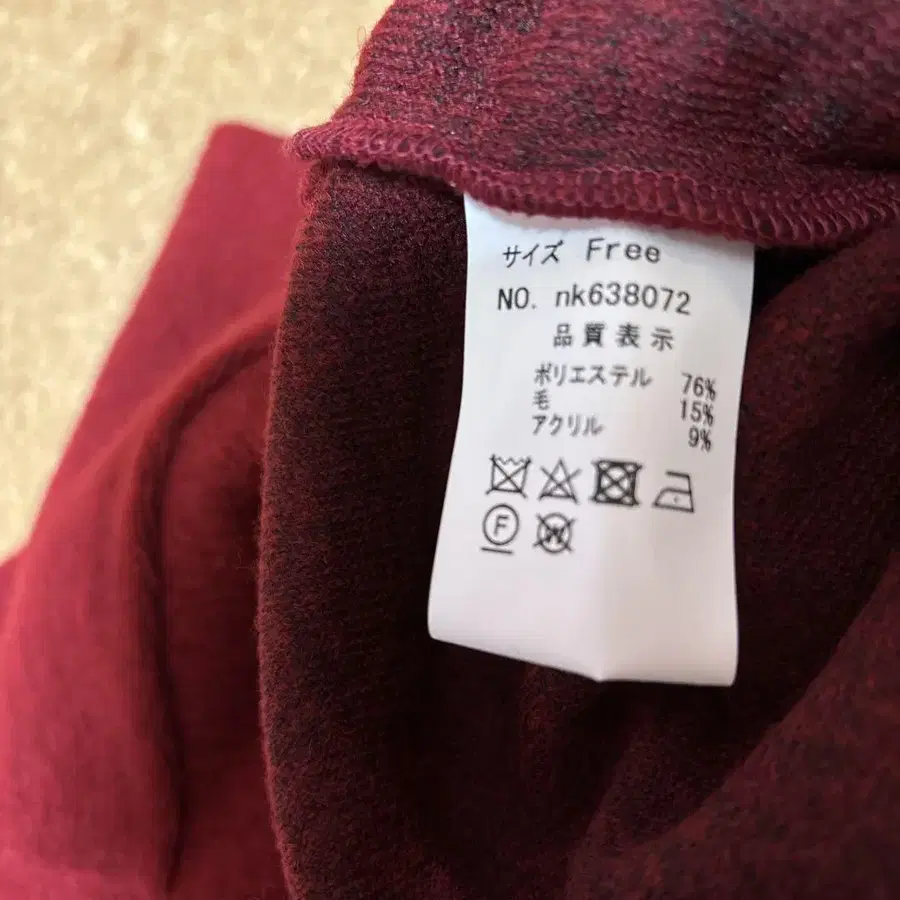 サイズ Free
NO. nk638072
品質表示
ポリエステル 76%
毛 15%
アクリル 9%
F W